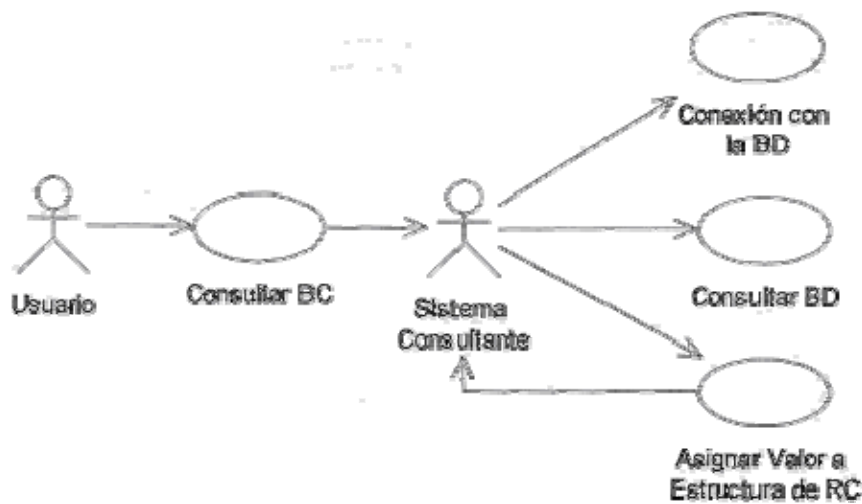 Conexión con
la BD
Usuario
Consultar BC
Sistema
Consultante
Consultar BD
Asignar Valor a
Estructura de RC